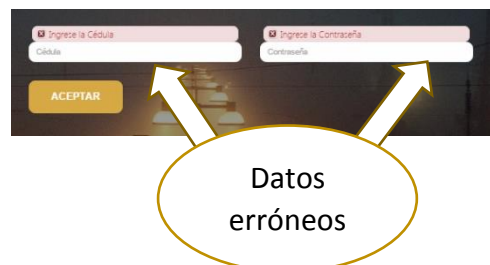 Ingrese la Cédula
Ingrese la Contraseña
Cédula
Contraseña
ACEPTAR
Datos
erróneos